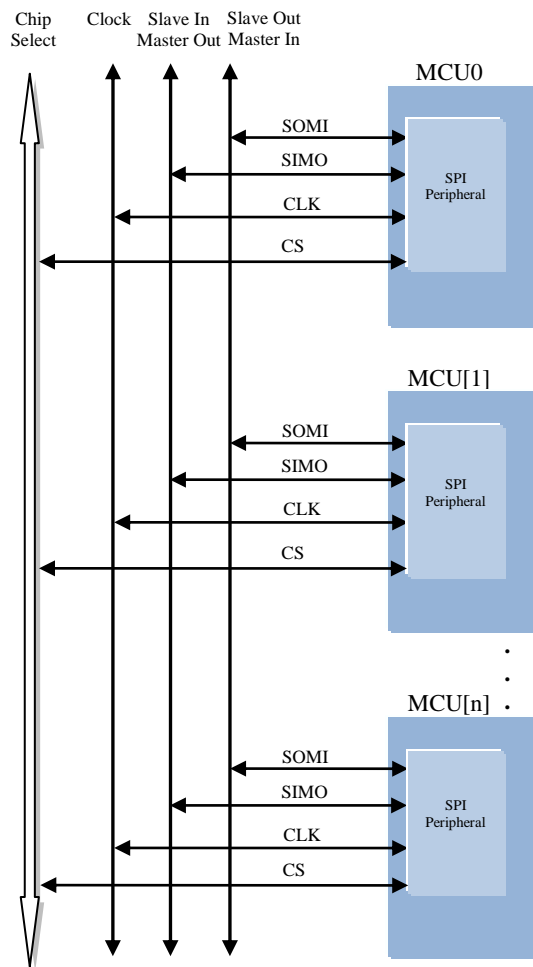 Chip
Select
Clock
Slave In
Master Out
Slave Out
Master In
MCU0
SOMI
SIMO
CLK
CS
SPI
Peripheral
MCU[1]
SOMI
SIMO
CLK
CS
SPI
Peripheral
MCU[n]
SOMI
SIMO
CLK
CS
SPI
Peripheral